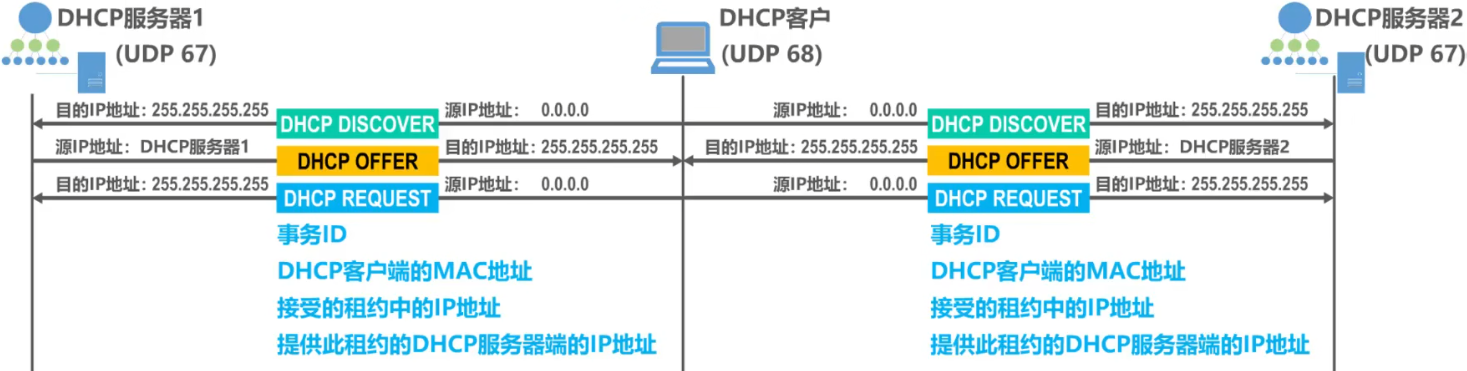 DHCP服务器1
(UDP 67)
DHCP客户
(UDP 68)
DHCP服务器2
(UDP 67)
目的IP地址: 255.255.255.255 DHCP DISCOVER 源IP地址: 0.0.0.0 源IP地址: 0.0.0.0 DHCP DISCOVER 目的IP地址: 255.255.255.255
源IP地址: DHCP服务器1 DHCP OFFER 目的IP地址: 255.255.255.255 目的IP地址: 255.255.255.255 DHCP OFFER 源IP地址: DHCP服务器2
目的IP地址: 255.255.255.255 DHCP REQUEST 源IP地址: 0.0.0.0 源IP地址: 0.0.0.0 DHCP REQUEST 目的IP地址: 255.255.255.255
事务ID
DHCP客户端的MAC地址
接受的租约中的IP地址
提供此租约的DHCP服务器端的IP地址
事务ID
DHCP客户端的MAC地址
接受的租约中的IP地址
提供此租约的DHCP服务器端的IP地址